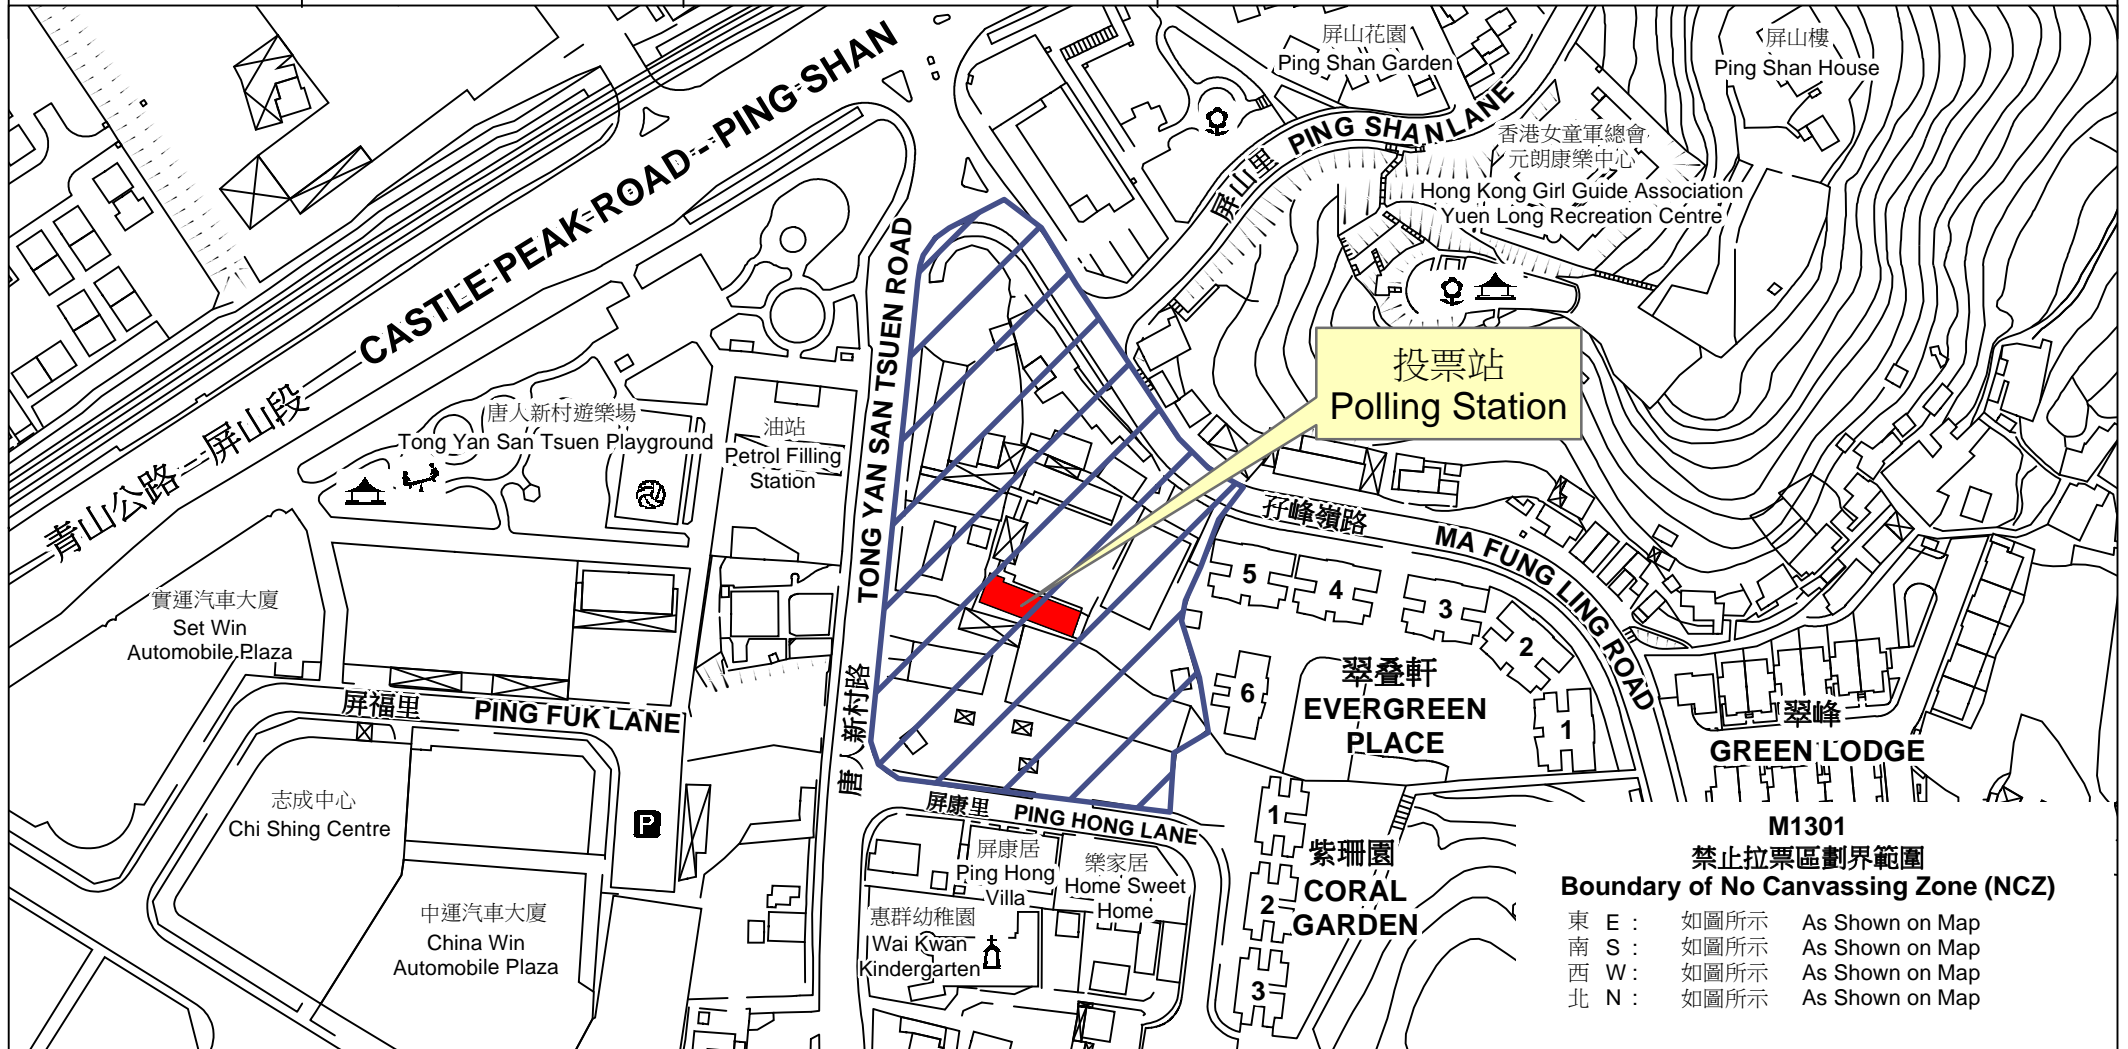 屏山花園
Ping Shan Garden
屏山樓
Ping Shan House
CASTLE PEAK ROAD - PING SHAN
青山公路 - 屏山段
屏山里 PING SHAN LANE
香港女童軍總會
元朗康樂中心
Hong Kong Girl Guide Association
Yuen Long Recreation Centre
投票站
Polling Station
唐人新村遊樂場
Tong Yan San Tsuen Playground
油站
Petrol Filling
Station
TONG YAN SAN TSUEN ROAD
唐人新村路
孖峰嶺路
MA FUNG LING ROAD
5
4
3
2
1
6
翠叠軒
EVERGREEN
PLACE
翠峰
GREEN LODGE
寶運汽車大廈
Set Win
Automobile Plaza
屏福里
PING FUK LANE
志成中心
Chi Shing Centre
P
中運汽車大廈
China Win
Automobile Plaza
屏康里
PING HONG LANE
屏康居
Ping Hong
Villa
樂家居
Home Sweet
Home
惠群幼稚園
Wai Kwan
Kindergarten
1
2
3
紫珊園
CORAL
GARDEN
M1301
禁止拉票區劃界範圍
Boundary of No Canvassing Zone (NCZ)
東 E : 如圖所示 As Shown on Map
南 S : 如圖所示 As Shown on Map
西 W : 如圖所示 As Shown on Map
北 N : 如圖所示 As Shown on Map